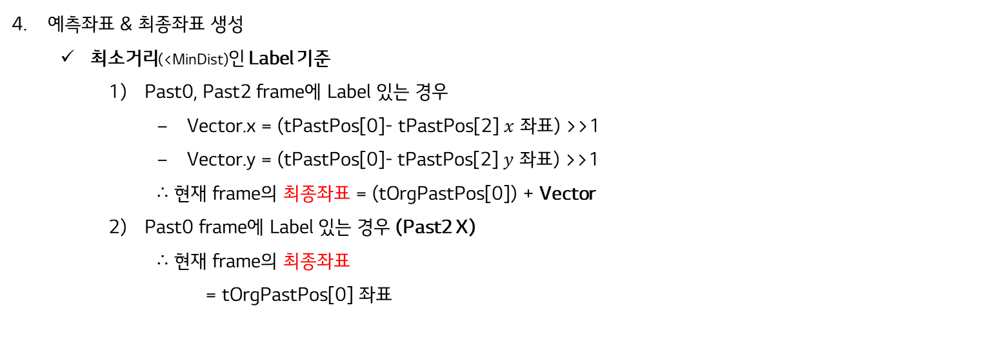 4. 예측좌표 & 최종좌표 생성
✓ 최소거리(<MinDist)인 Label 기준
1) Past0, Past2 frame에 Label 있는 경우
– Vector.x = (tPastPos[0]- tPastPos[2] x 좌표) >>1
– Vector.y = (tPastPos[0]- tPastPos[2] y 좌표) >>1
∴ 현재 frame의 최종좌표 = (tOrgPastPos[0]) + Vector
2) Past0 frame에 Label 있는 경우 (Past2 X)
∴ 현재 frame의 최종좌표
= tOrgPastPos[0] 좌표